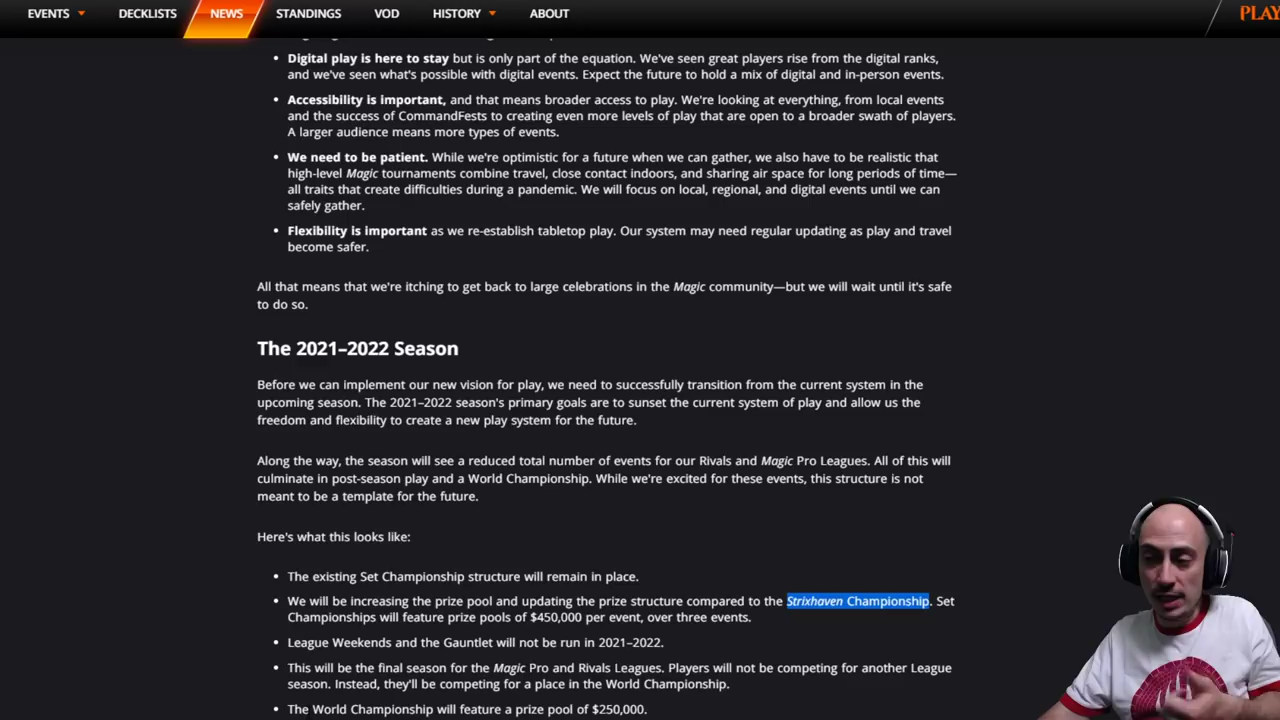 EVENTS DECKLISTS NEWS STANDINGS VOD HISTORY ABOUT PLAY
Digital play is here to stay but is only part of the equation. We've seen great players rise from the digital ranks,
and we've seen what's possible with digital events. Expect the future to hold a mix of digital and in-person events.
Accessibility is important, and that means broader access to play. We're looking at everything, from local events
and the success of CommandFests to creating even more levels of play that are open to a broader swath of players.
A larger audience means more types of events.
We need to be patient. While we're optimistic for a future when we can gather, we also have to be realistic that
high-level Magic tournaments combine travel, close contact indoors, and sharing air space for long periods of time—
all traits that create difficulties during a pandemic. We will focus on local, regional, and digital events until we can
safely gather.
Flexibility is important as we re-establish tabletop play. Our system may need regular updating as play and travel
become safer.
All that means that we're itching to get back to large celebrations in the Magic community—but we will wait until it's safe
to do so.
The 2021–2022 Season
Before we can implement our new vision for play, we need to successfully transition from the current system in the
upcoming season. The 2021–2022 season's primary goals are to sunset the current system of play and allow us the
freedom and flexibility to create a new play system for the future.
Along the way, the season will see a reduced total number of events for our Rivals and Magic Pro Leagues. All of this will
culminate in post-season play and a World Championship. While we're excited for these events, this structure is not
meant to be a template for the future.
Here's what this looks like:
The existing Set Championship structure will remain in place.
We will be increasing the prize pool and updating the prize structure compared to the Strixhaven Championship. Set
Championships will feature prize pools of $450,000 per event, over three events.
League Weekends and the Gauntlet will not be run in 2021–2022.
This will be the final season for the Magic Pro and Rivals Leagues. Players will not be competing for another League
season. Instead, they'll be competing for a place in the World Championship.
The World Championship will feature a prize pool of $250,000.